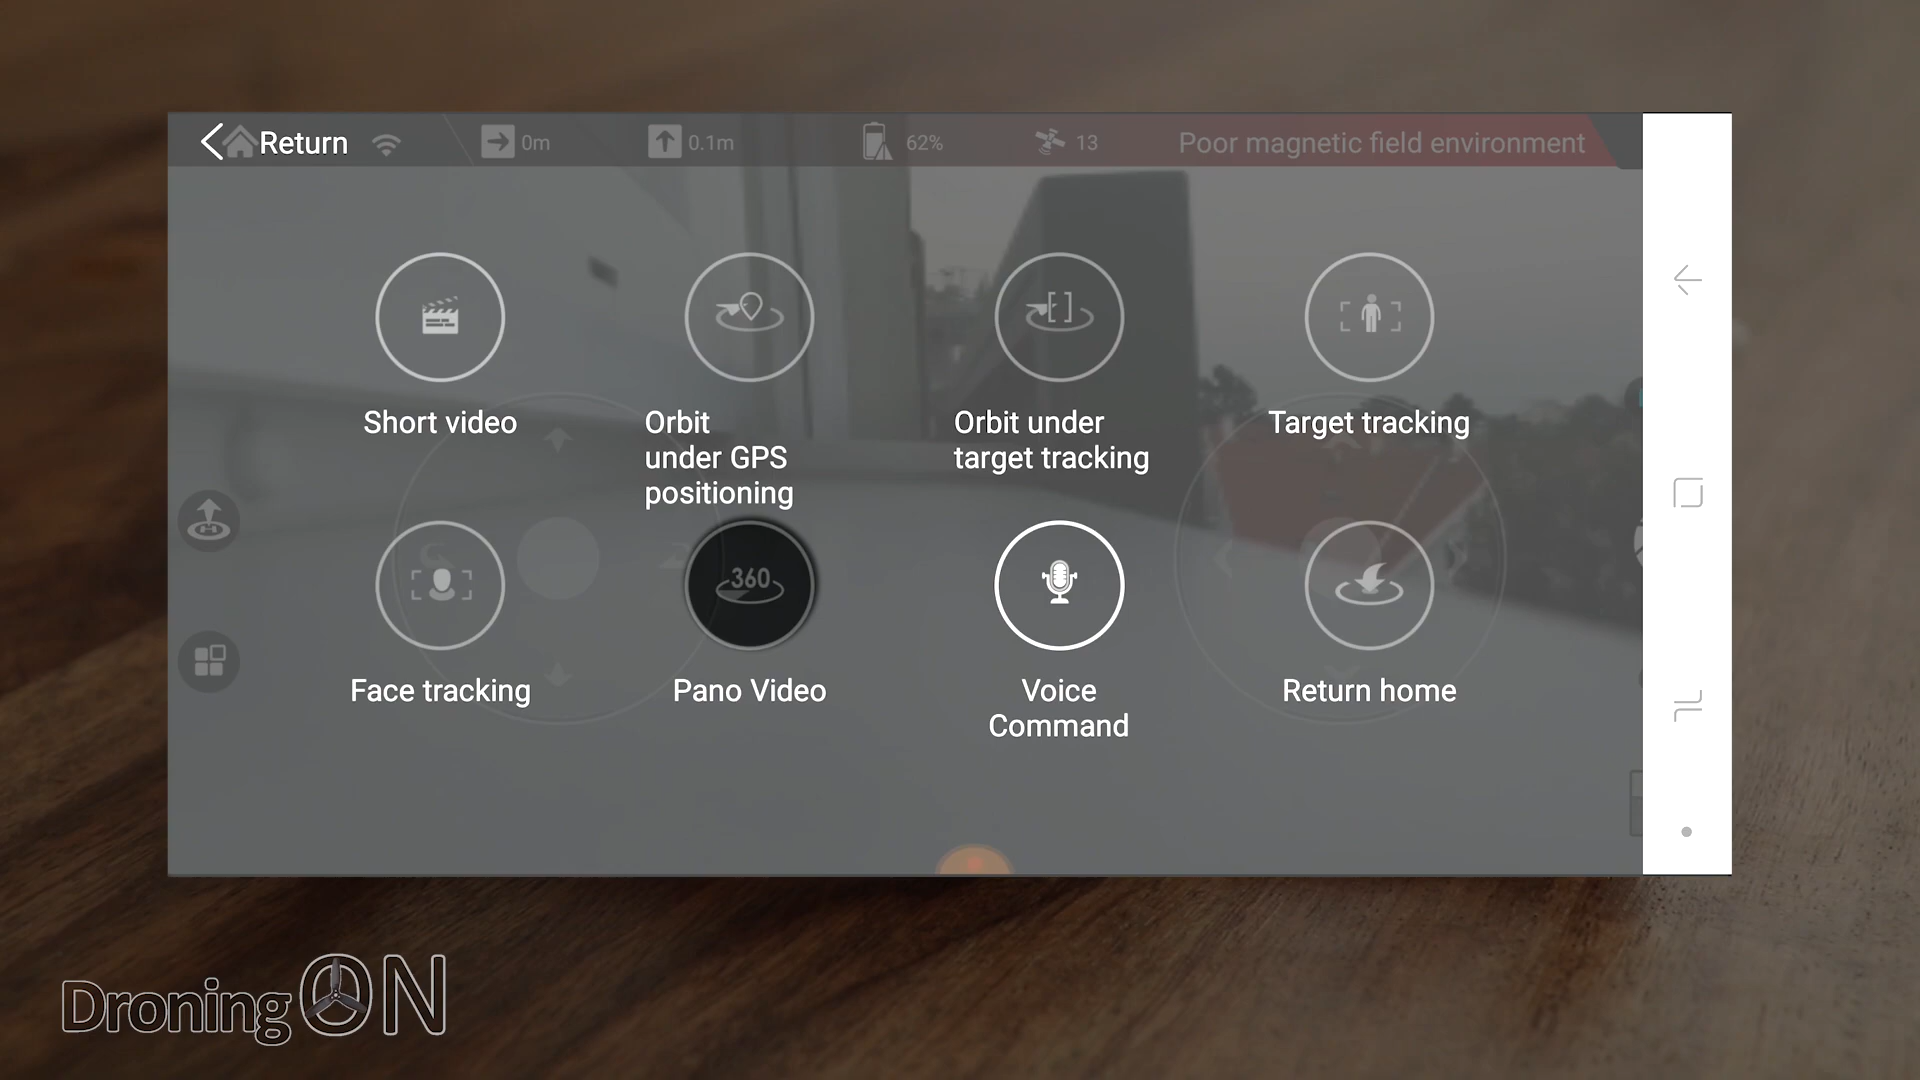 Return 0m 0.1m 62% 13 Poor magnetic field environment
Short video
Orbit
under GPS
positioning
Orbit under
target tracking
Target tracking
360
Face tracking
Pano Video
Voice
Command
Return home
DroningON